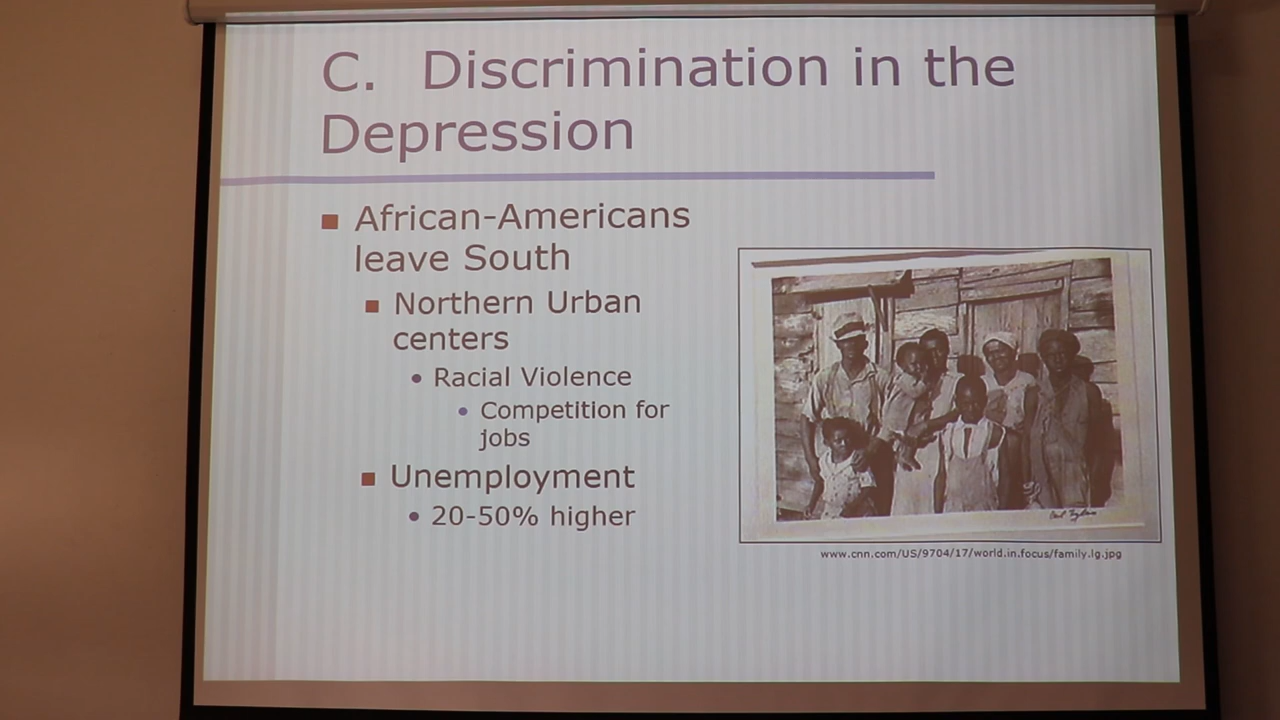 C. Discrimination in the
Depression
African-Americans
leave South
Northern Urban
centers
Racial Violence
Competition for
jobs
Unemployment
20-50% higher
www.cnn.com/US/9704/17/world.in.focus/family.lg.jpg